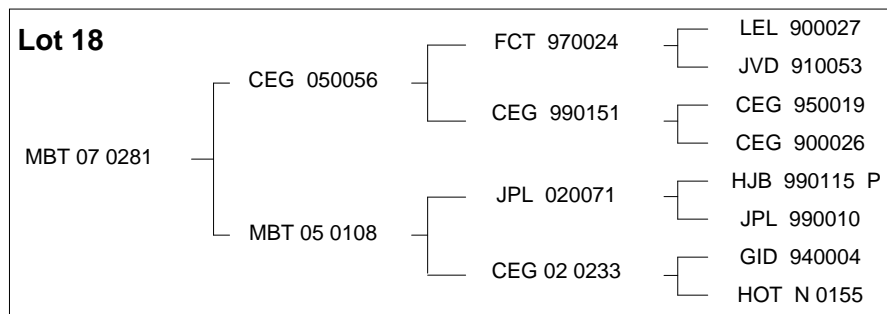 Lot 18
MBT 07 0281
CEG 050056
MBT 05 0108
FCT 970024
CEG 990151
JPL 020071
CEG 02 0233
LEL 900027
JVD 910053
CEG 950019
CEG 900026
HJB 990115 P
JPL 990010
GID 940004
HOT N 0155